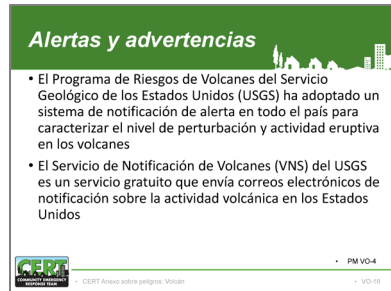 Alertas y advertencias
• El Programa de Riesgos de Volcanes del Servicio
Geológico de los Estados Unidos (USGS) ha adoptado un
sistema de notificación de alerta en todo el país para
caracterizar el nivel de perturbación y actividad eruptiva
en los volcanes
• El Servicio de Notificación de Volcanes (VNS) del USGS
es un servicio gratuito que envía correos electrónicos de
notificación sobre la actividad volcánica en los Estados
Unidos
• PM VO-4
CERT
COMMUNITY EMERGENCY
RESPONSE TEAM
• CERT Anexo sobre peligros: Volcán
• VO-18